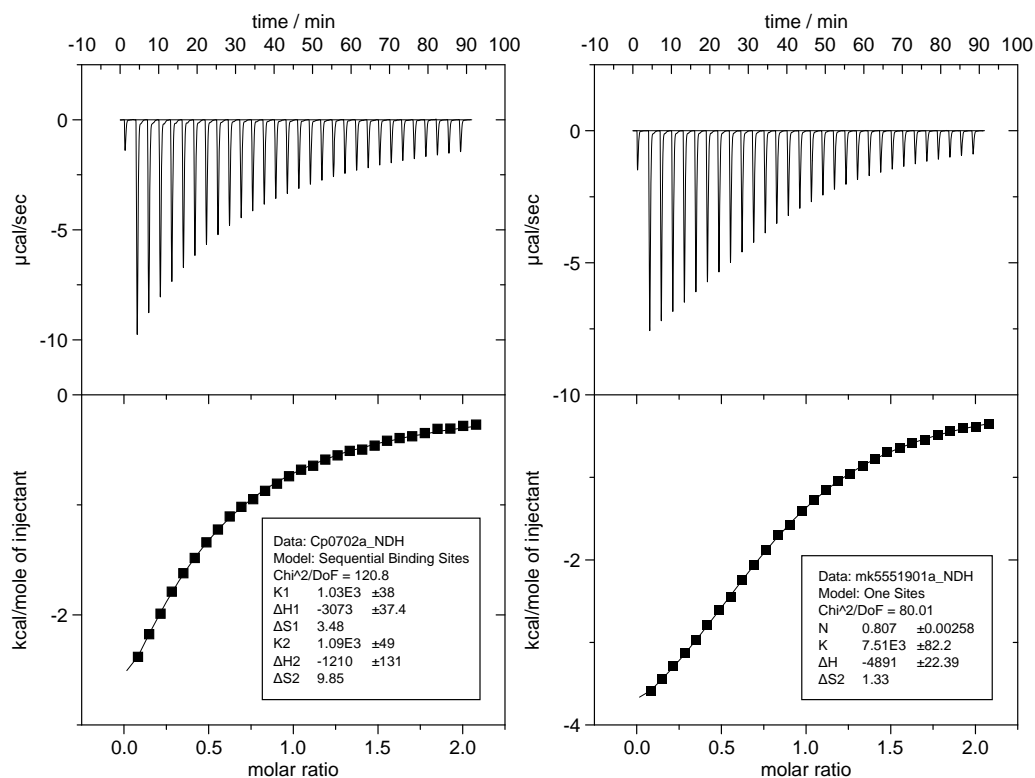 time / min
-10 0 10 20 30 40 50 60 70 80 90 100
0
-5
-10
µcal/sec
0
-2
kcal/mole of injectant
Data: Cp0702a_NDH
Model: Sequential Binding Sites
Chi^2/DoF = 120.8
K1 1.03E3 ±38
ΔH1 -3073 ±37.4
ΔS1 3.48
K2 1.09E3 ±49
ΔH2 -1210 ±131
ΔS2 9.85
0.0 0.5 1.0 1.5 2.0
molar ratio
time / min
-10 0 10 20 30 40 50 60 70 80 90 100
0
-5
-10
µcal/sec
-2
-4
kcal/mole of injectant
Data: mk5551901a_NDH
Model: One Sites
Chi^2/DoF = 80.01
N 0.807 ±0.00258
K 7.51E3 ±82.2
ΔH -4891 ±22.39
ΔS2 1.33
0.0 0.5 1.0 1.5 2.0
molar ratio